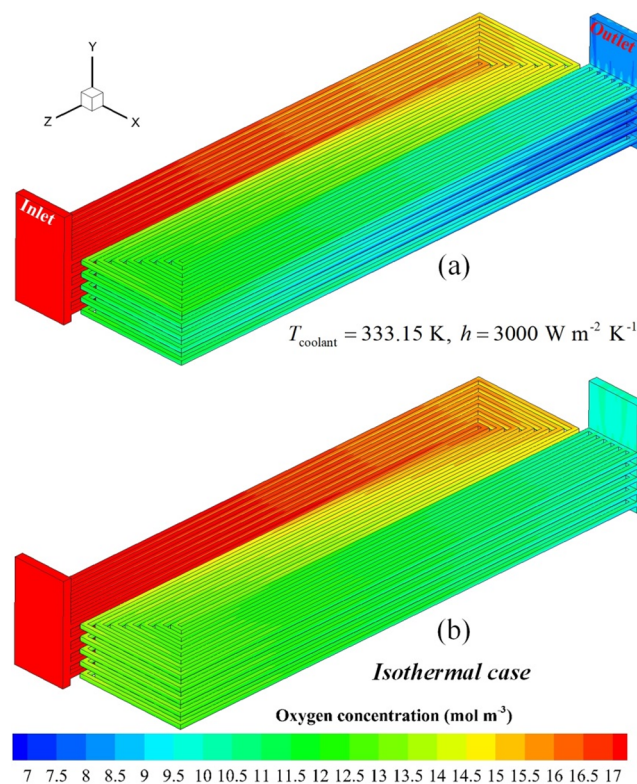 Outlet
Y
Z
X
Inlet
(a)
T_coolant = 333.15 K, h = 3000 W m⁻² K⁻¹
(b)
Isothermal case
Oxygen concentration (mol m⁻³)
7 7.5 8 8.5 9 9.5 10 10.5 11 11.5 12 12.5 13 13.5 14 14.5 15 15.5 16 16.5 17